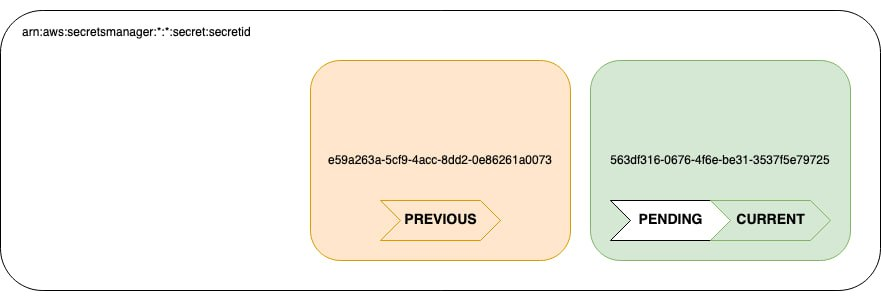 arn:aws:secretsmanager:*:*:secret:secretid
e59a263a-5cf9-4acc-8dd2-0e86261a0073
563df316-0676-4f6e-be31-3537f5e79725
PREVIOUS
PENDING
CURRENT